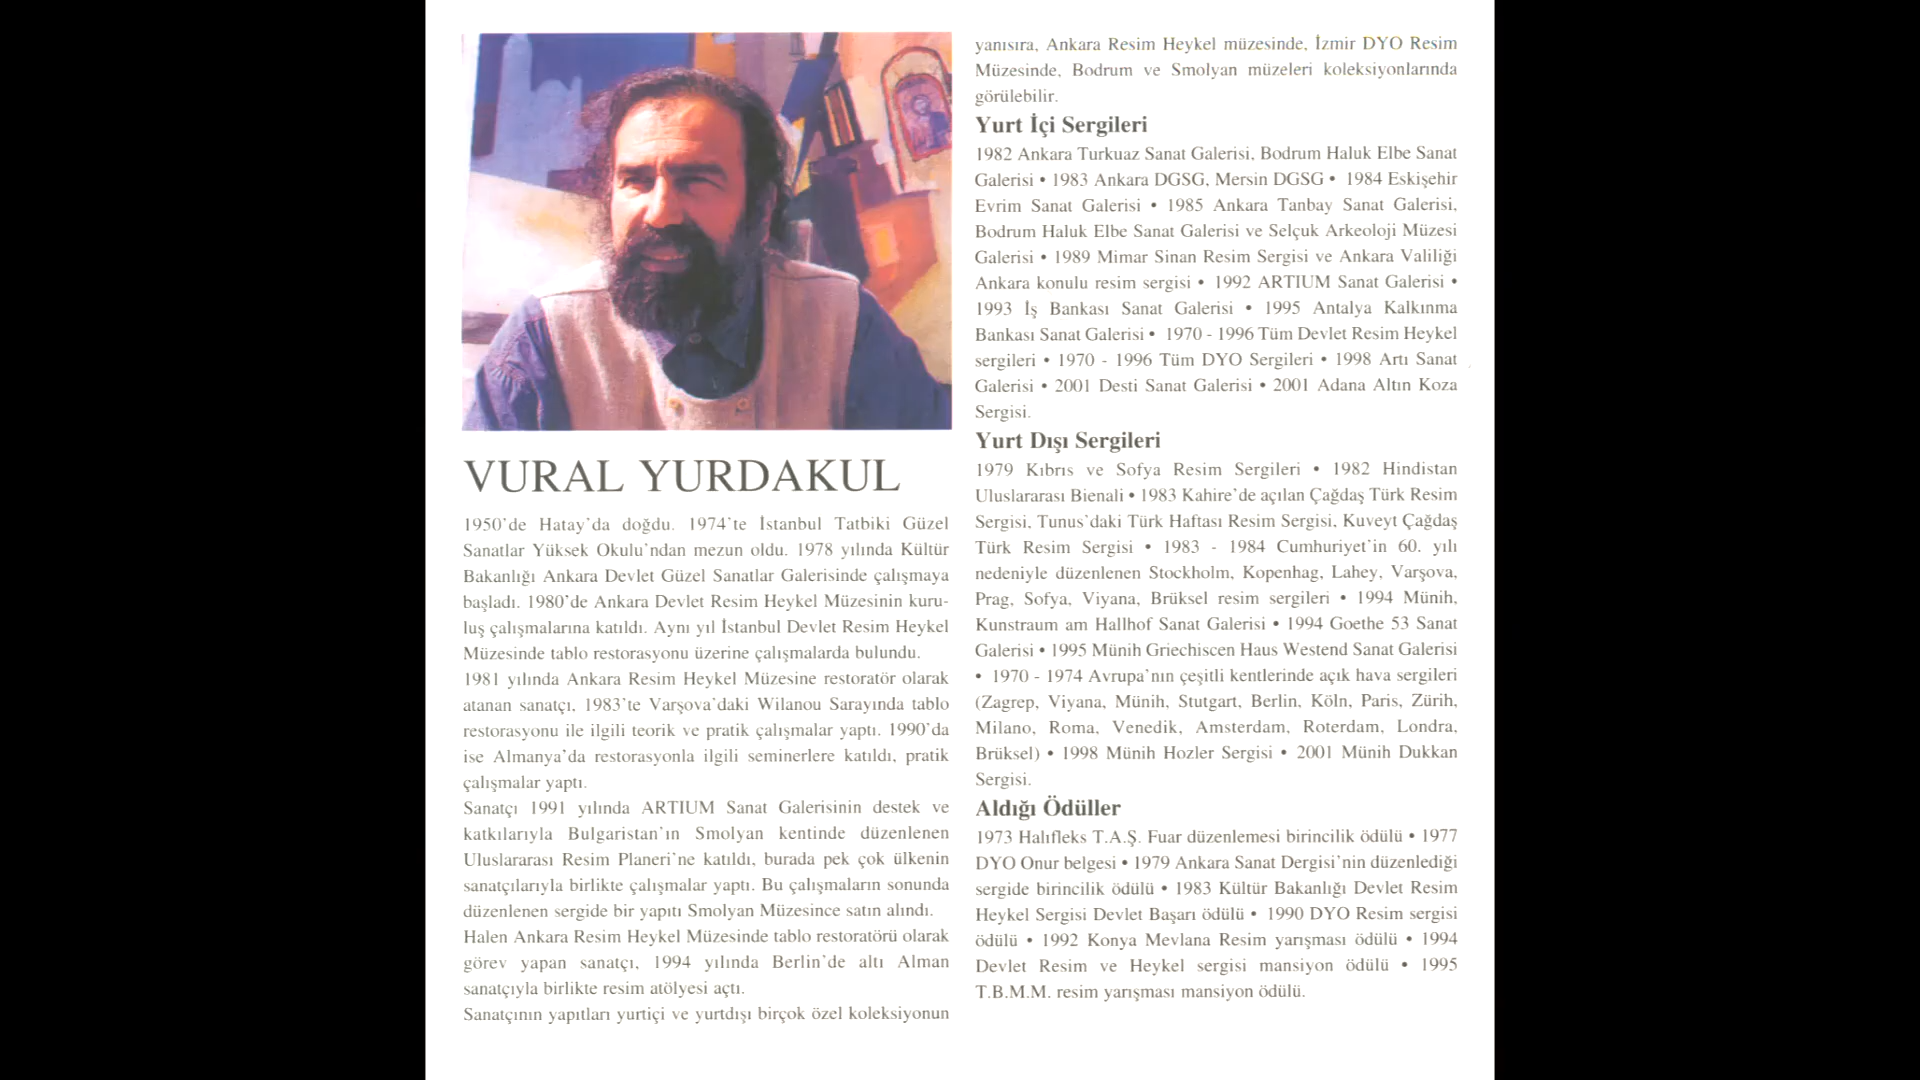 VURAL YURDAKUL
1950'de Hatay'da doğdu. 1974'te İstanbul Tatbiki Güzel
Sanatlar Yüksek Okulu'ndan mezun oldu. 1978 yılında Kültür
Bakanlığı Ankara Devlet Güzel Sanatlar Galerisinde çalışmaya
başladı. 1980'de Ankara Devlet Resim Heykel Müzesinin kuru-
luş çalışmalarına katıldı. Aynı yıl İstanbul Devlet Resim Heykel
Müzesinde tablo restorasyonu üzerine çalışmalarda bulundu.
1981 yılında Ankara Resim Heykel Müzesine restoratör olarak
atanan sanatçı, 1983'te Varşova'daki Wilanou Sarayında tablo
restorasyonu ile ilgili teorik ve pratik çalışmalar yaptı. 1990'da
ise Almanya'da restorasyonla ilgili seminerlere katıldı, pratik
çalışmalar yaptı.
Sanatçı 1991 yılında ARTIUM Sanat Galerisinin destek ve
katkılarıyla Bulgaristan'ın Smolyan kentinde düzenlenen
Uluslararası Resim Planeri'ne katıldı, burada pek çok ülkenin
sanatçılarıyla birlikte çalışmalar yaptı. Bu çalışmaların sonunda
düzenlenen sergide bir yapıtı Smolyan Müzesince satın alındı.
Halen Ankara Resim Heykel Müzesinde tablo restoratörü olarak
görev yapan sanatçı, 1994 yılında Berlin'de altı Alman
sanatçıyla birlikte resim atölyesi açtı.
Sanatçının yapıtları yurtiçi ve yurtdışı birçok özel koleksiyonun
yanısıra, Ankara Resim Heykel müzesinde, İzmir DYO Resim
Müzesinde, Bodrum ve Smolyan müzeleri koleksiyonlarında
görülebilir.
Yurt İçi Sergileri
1982 Ankara Turkuaz Sanat Galerisi, Bodrum Haluk Elbe Sanat
Galerisi • 1983 Ankara DGSG, Mersin DGSG • 1984 Eskişehir
Evrim Sanat Galerisi • 1985 Ankara Tanbay Sanat Galerisi,
Bodrum Haluk Elbe Sanat Galerisi ve Selçuk Arkeoloji Müzesi
Galerisi • 1989 Mimar Sinan Resim Sergisi ve Ankara Valiliği
Ankara konulu resim sergisi • 1992 ARTIUM Sanat Galerisi •
1993 İş Bankası Sanat Galerisi • 1995 Antalya Kalkınma
Bankası Sanat Galerisi • 1970 - 1996 Tüm Devlet Resim Heykel
sergileri • 1970 - 1996 Tüm DYO Sergileri • 1998 Artı Sanat
Galerisi • 2001 Desti Sanat Galerisi • 2001 Adana Altın Koza
Sergisi.
Yurt Dışı Sergileri
1979 Kıbrıs ve Sofya Resim Sergileri • 1982 Hindistan
Uluslararası Bienali • 1983 Kahire'de açılan Çağdaş Türk Resim
Sergisi, Tunus'daki Türk Haftası Resim Sergisi, Kuveyt Çağdaş
Türk Resim Sergisi • 1983 - 1984 Cumhuriyet'in 60. yılı
nedeniyle düzenlenen Stockholm, Kopenhag, Lahey, Varşova,
Prag, Sofya, Viyana, Brüksel resim sergileri • 1994 Münih,
Kunstraum am Hallhof Sanat Galerisi • 1994 Goethe 53 Sanat
Galerisi • 1995 Münih Griechiscen Haus Westend Sanat Galerisi
• 1970 - 1974 Avrupa'nın çeşitli kentlerinde açık hava sergileri
(Zagrep, Viyana, Münih, Stutgart, Berlin, Köln, Paris, Zürih,
Milano, Roma, Venedik, Amsterdam, Roterdam, Londra,
Brüksel) • 1998 Münih Hozler Sergisi • 2001 Münih Dukkan
Sergisi.
Aldığı Ödüller
1973 Halıfleks T.A.Ş. Fuar düzenlemesi birincilik ödülü • 1977
DYO Onur belgesi • 1979 Ankara Sanat Dergisi'nin düzenlediği
sergide birincilik ödülü • 1983 Kültür Bakanlığı Devlet Resim
Heykel Sergisi Devlet Başarı ödülü • 1990 DYO Resim sergisi
ödülü • 1992 Konya Mevlana Resim yarışması ödülü • 1994
Devlet Resim ve Heykel sergisi mansiyon ödülü • 1995
T.B.M.M. resim yarışması mansiyon ödülü.